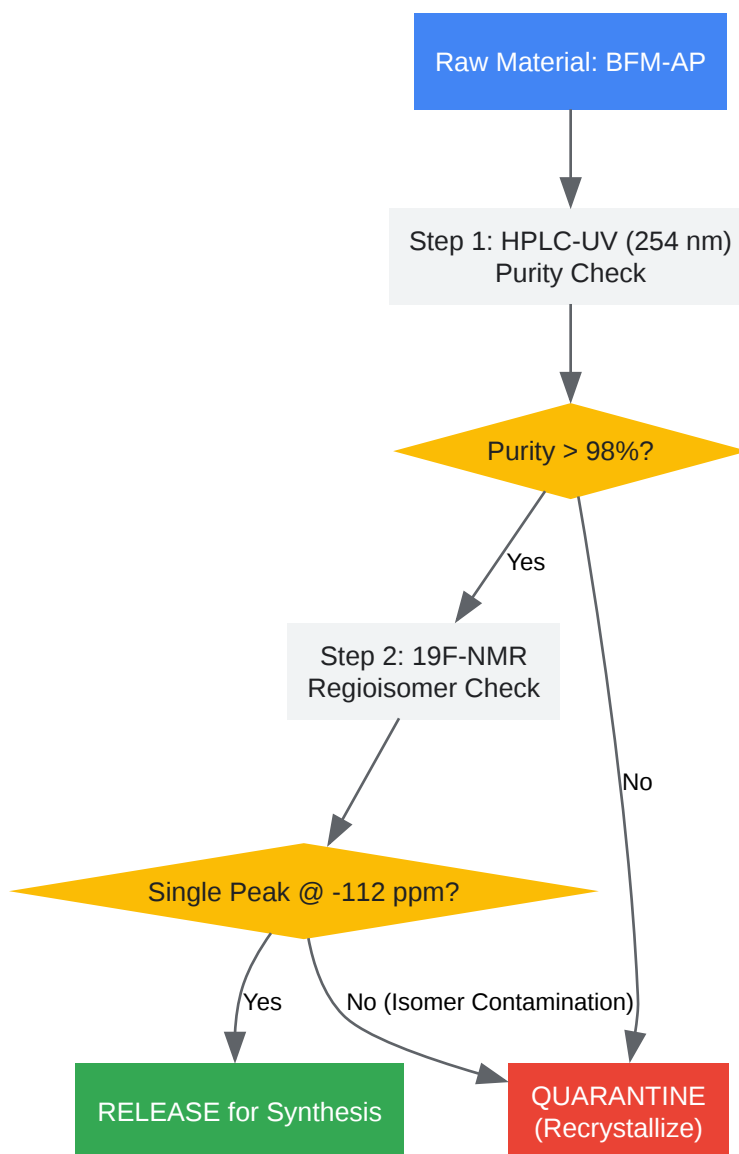 Raw Material: BFM-AP
Step 1: HPLC-UV (254 nm)
Purity Check
Purity > 98%?
Yes
Step 2: 19F-NMR
Regioisomer Check
No
Single Peak @ -112 ppm?
Yes
No (Isomer Contamination)
RELEASE for Synthesis
QUARANTINE
(Recrystallize)